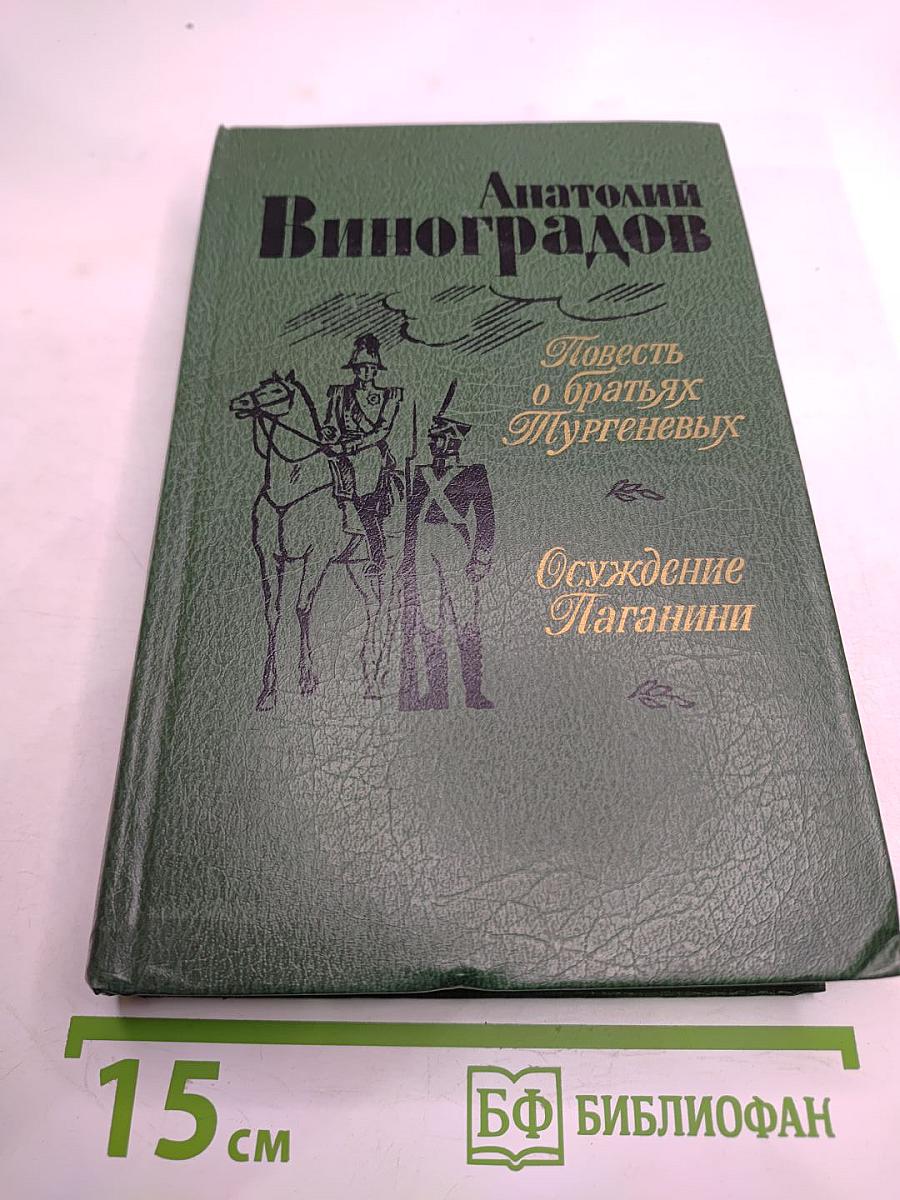 Анатолий
Виноградов
Повесть
о братьях
Тургеневых
Осуждение
Паганини
15 см
БФ БИБЛИОФАН